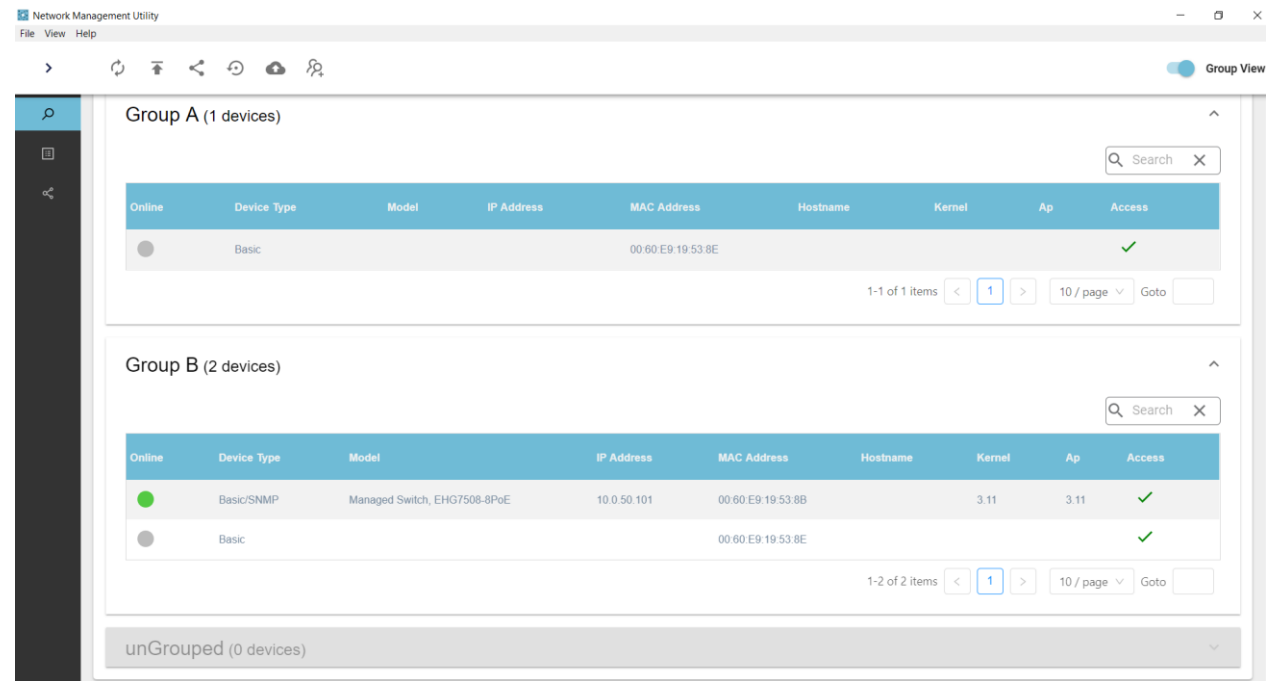 Network Management Utility
File View Help
Group View
Group A (1 devices)
Search
Online Device Type Model IP Address MAC Address Hostname Kernel Ap Access
Basic 00:60:E9:19:53:8E
1-1 of 1 items < 1 > 10 / page Goto
Group B (2 devices)
Search
Online Device Type Model IP Address MAC Address Hostname Kernel Ap Access
Basic/SNMP Managed Switch, EHG7508-8PoE 10.0.50.101 00:60:E9:19:53:8B 3.11 3.11
Basic 00:60:E9:19:53:8E
1-2 of 2 items < 1 > 10 / page Goto
unGrouped (0 devices)